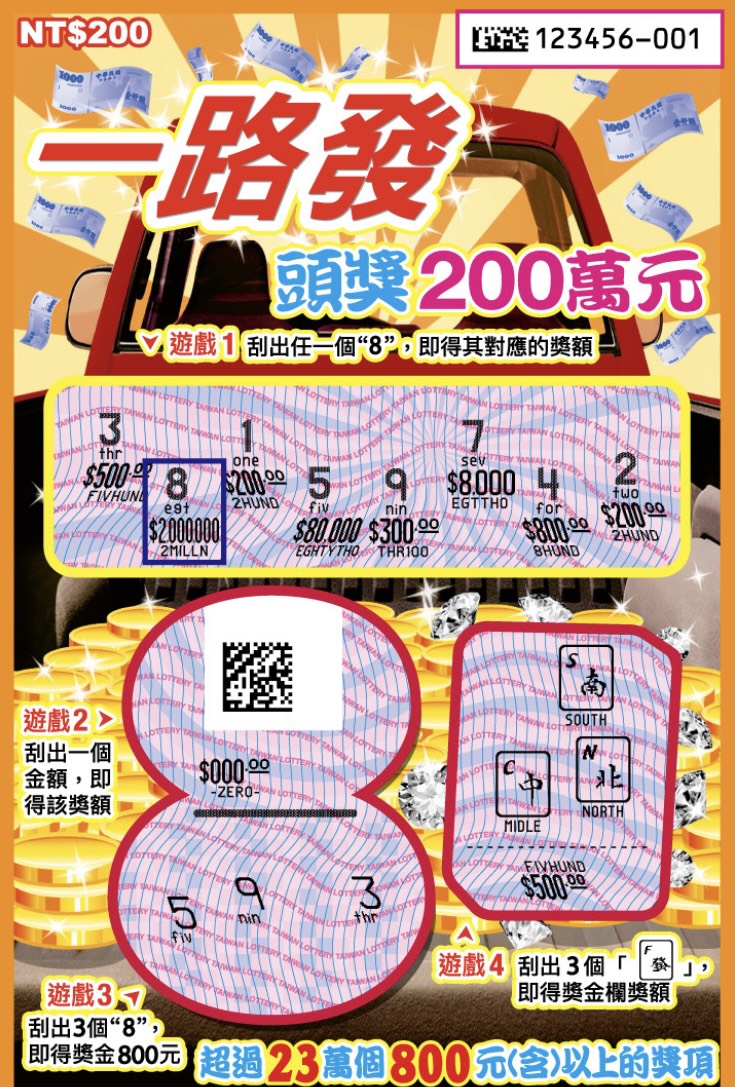 NT$200
123456-001
一路發
頭獎200萬元
遊戲1 刮出任一個“8”，即得其對應的獎額
3
thr
$500.00
FIVHUN
8
egt
$2000000
2MILLN
1
one
$200.00
2HUND
5
fiv
$80.000
EGHTYTHO
9
nin
$300.00
THR100
7
sev
$8.000
EGTTHO
4
for
$800.00
8HUND
2
two
$200.00
2HUND
TAIWAN LOTTERY
遊戲2
刮出一個
金額，即
得該獎額
$000.00
-ZERO-
5
fiv
9
nin
3
thr
S
南
SOUTH
C
中
MIDLE
N
北
NORTH
FIVHUND
$500.00
遊戲3
刮出3個“8”，
即得獎金800元
遊戲4 刮出3個「F發」，
即得獎金欄獎額
超過23萬個800元(含)以上的獎項